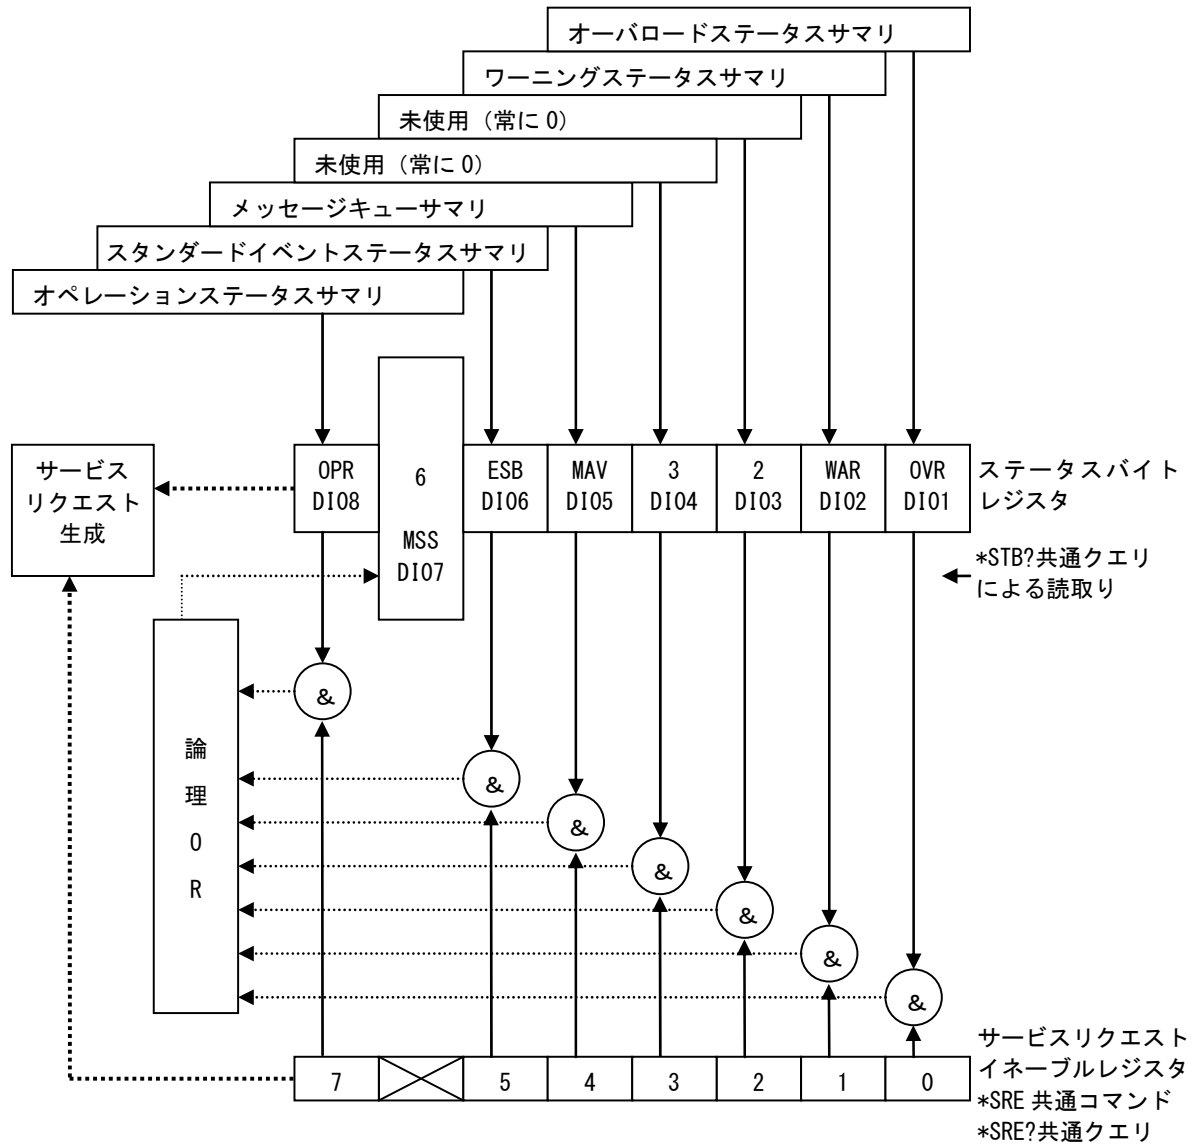 オーバロードステータスサマリ
ワーニングステータスサマリ
未使用（常に0）
未使用（常に0）
メッセージキューサマリ
スタンダードイベントステータスサマリ
オペレーションステータスサマリ
サービス
リクエスト
生成
OPR
DIO8
6
MSS
DIO7
ESB
DIO6
MAV
DIO5
3
DIO4
2
DIO3
WAR
DIO2
OVR
DIO1
ステータスバイト
レジスタ
*STB?共通クエリ
による読取り
論
理
O
R
&
&
&
&
&
&
&
7
5
4
3
2
1
0
サービスリクエスト
イネーブルレジスタ
*SRE 共通コマンド
*SRE?共通クエリ